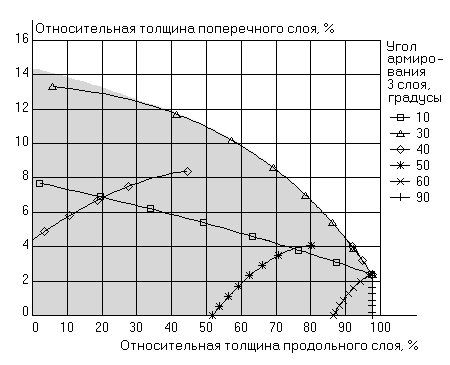 Относительная толщина поперечного слоя, %
16
14
12
10
8
6
4
2
0
0 10 20 30 40 50 60 70 80 90 100
Относительная толщина продольного слоя, %
Угол
армиро-
вания
3 слоя,
градусы
10
30
40
50
60
90